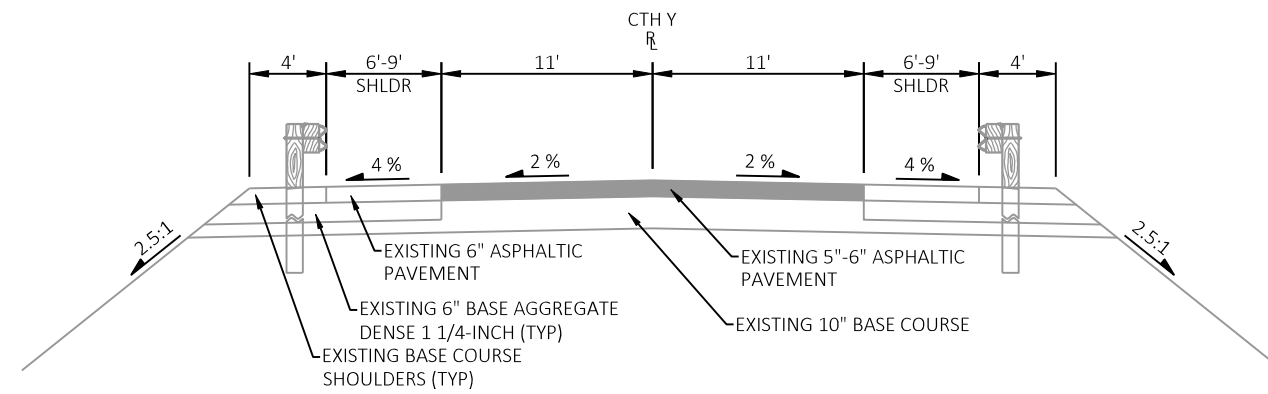 CTH Y
RL
4'
6'-9'
11'
11'
6'-9'
4'
SHLDR
SHLDR
4 %
2 %
2 %
4 %
2.5:1
2.5:1
EXISTING 6" ASPHALTIC
PAVEMENT
EXISTING 5"-6" ASPHALTIC
PAVEMENT
EXISTING 6" BASE AGGREGATE
DENSE 1 1/4-INCH (TYP)
EXISTING 10" BASE COURSE
EXISTING BASE COURSE
SHOULDERS (TYP)